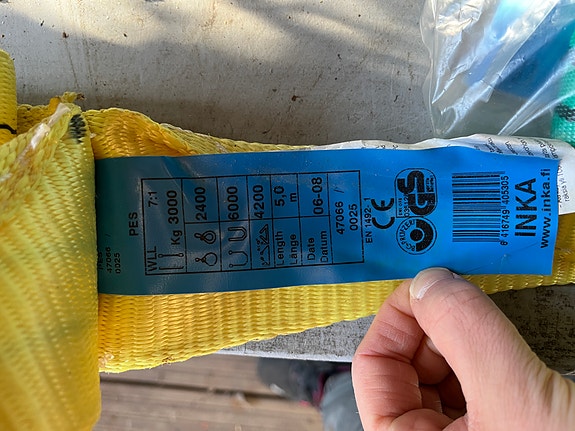 PES 7:1
WLL Kg 3000
2400
6000
4200
Length Länge 5,0 m
Date Datum 06-08
47066
0025
EN 1492-1
CE
GS
6 418749 405305
INKA
www.inka.fi
47066
0025